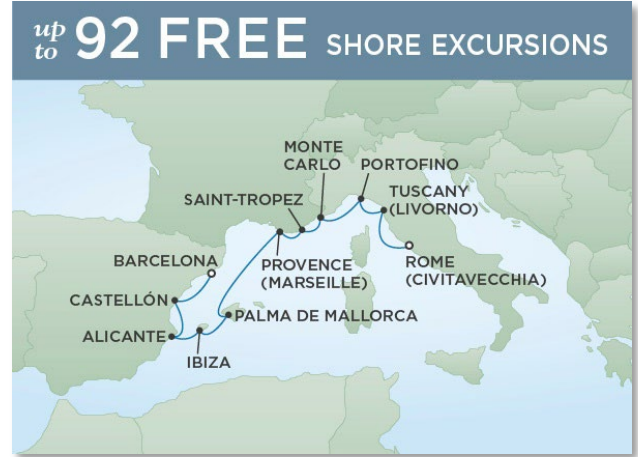 up to 92 FREE SHORE EXCURSIONS
MONTE
CARLO
PORTOFINO
TUSCANY
(LIVORNO)
SAINT-TROPEZ
BARCELONA
PROVENCE
(MARSEILLE)
ROME
(CIVITAVECCHIA)
CASTELLÓN
PALMA DE MALLORCA
ALICANTE
IBIZA